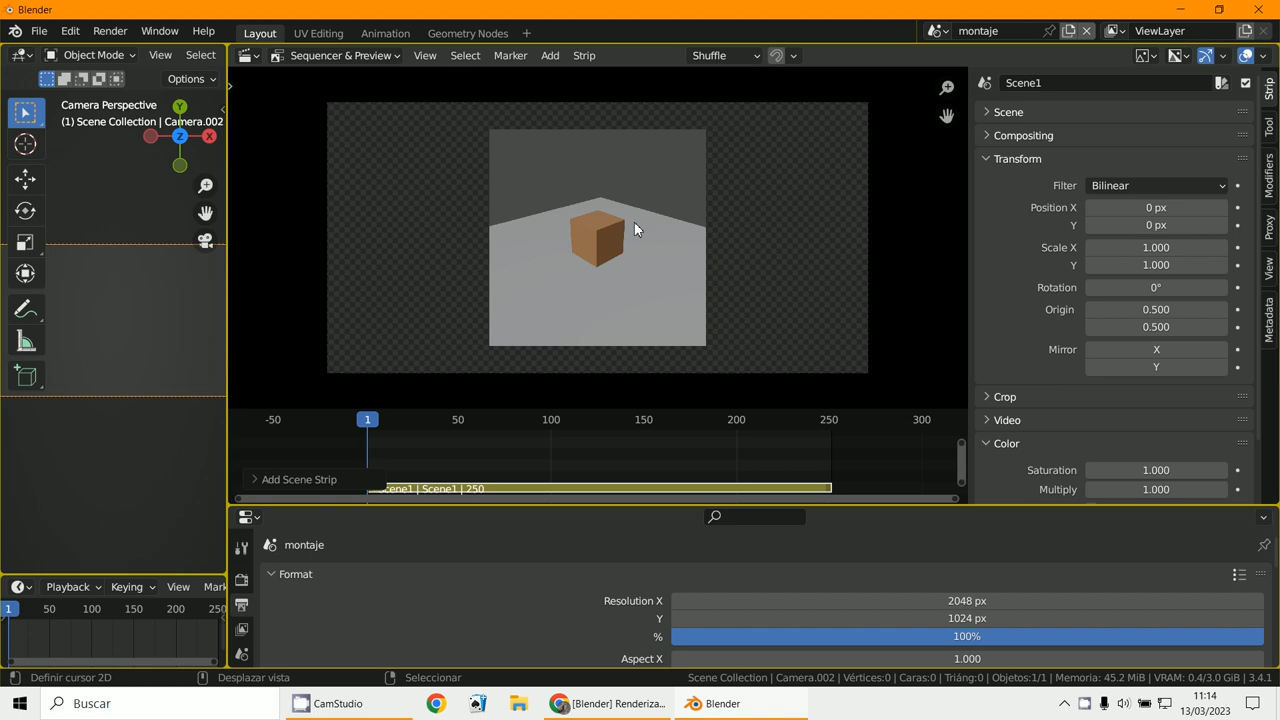 Blender
File Edit Render Window Help
Layout UV Editing Animation Geometry Nodes +
montaje
ViewLayer
Object Mode View Select
Sequencer & Preview View Select Marker Add Strip Shuffle
Options
Camera Perspective
(1) Scene Collection | Camera.002
Y
Z X
Scene1
Scene
Compositing
Transform
Filter Bilinear
Position X 0 px
Y 0 px
Scale X 1.000
Y 1.000
Rotation 0°
Origin 0.500
0.500
Mirror X
Y
Crop
Video
Color
Saturation 1.000
Multiply 1.000
Strip
Tool
Modifiers
Proxy
View
Metadata
-50 1 50 100 150 200 250 300
Add Scene Strip
cene1 | Scene1 | 250
montaje
Format
Resolution X 2048 px
Y 1024 px
% 100%
Aspect X 1.000
Playback Keying View Mark
1 50 100 150 200 250
Definir cursor 2D Desplazar vista Seleccionar
Scene Collection | Camera.002 | Vértices:0 | Caras:0 | Triáng:0 | Objetos:1/1 | Memoria: 45.2 MiB | VRAM: 0.4/3.0 GiB | 3.4.1
Buscar CamStudio [Blender] Renderiza... Blender
11:14
13/03/2023